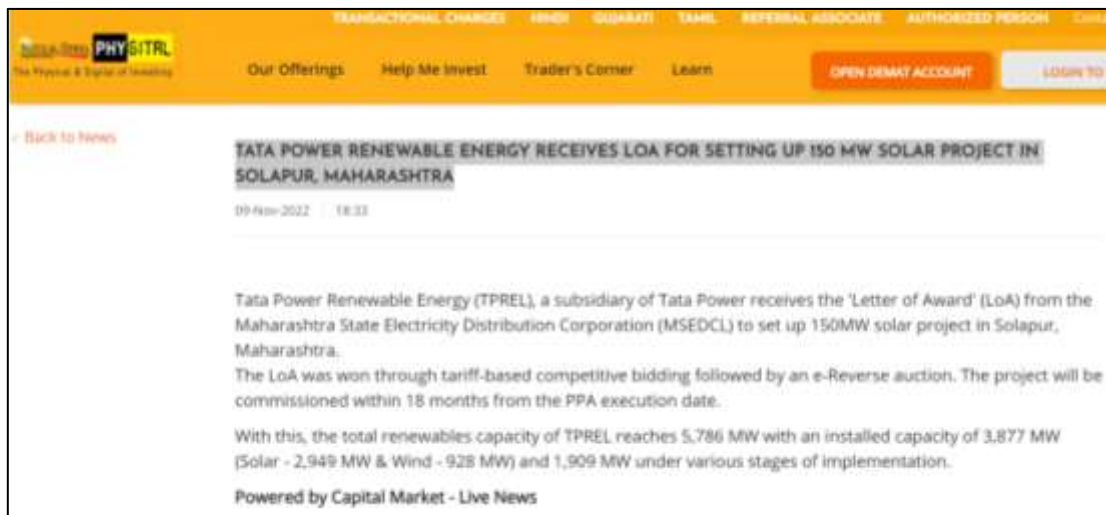 TRANSACTIONAL CHARGES HINDI GUJARATI TAMIL REFERRAL ASSOCIATE AUTHORIZED PERSON
PHYGITAL
The Physical & Digital of Investing
Our Offerings Help Me Invest Trader's Corner Learn OPEN DEMAT ACCOUNT LOGIN TO
Back to News
TATA POWER RENEWABLE ENERGY RECEIVES LOA FOR SETTING UP 150 MW SOLAR PROJECT IN
SOLAPUR, MAHARASHTRA
09-Nov-2022 18:33
Tata Power Renewable Energy (TPREL), a subsidiary of Tata Power receives the 'Letter of Award' (LoA) from the
Maharashtra State Electricity Distribution Corporation (MSEDCL) to set up 150MW solar project in Solapur,
Maharashtra.
The LoA was won through tariff-based competitive bidding followed by an e-Reverse auction. The project will be
commissioned within 18 months from the PPA execution date.
With this, the total renewables capacity of TPREL reaches 5,786 MW with an installed capacity of 3,877 MW
(Solar - 2,949 MW & Wind - 928 MW) and 1,909 MW under various stages of implementation.
Powered by Capital Market - Live News